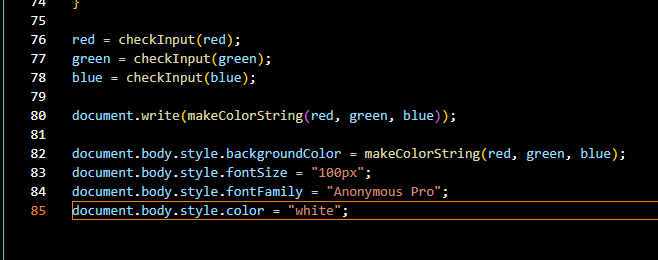 74 }
75
76 red = checkInput(red);
77 green = checkInput(green);
78 blue = checkInput(blue);
79
80 document.write(makeColorString(red, green, blue));
81
82 document.body.style.backgroundColor = makeColorString(red, green, blue);
83 document.body.style.fontSize = "100px";
84 document.body.style.fontFamily = "Anonymous Pro";
85 document.body.style.color = "white";